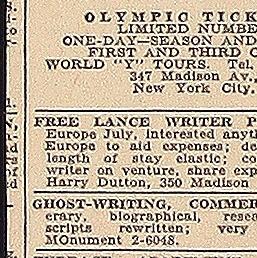 OLYMPIC TICK
LIMITED NUMBE
ONE-DAY—SEASON AND
FIRST AND THIRD C
WORLD "Y" TOURS. Tel.
347 Madison Av.,
New York City.
FREE LANCE WRITER P
Europe July, interested anyth
Europe to aid expenses; de
length of stay elastic; co
writer on venture, share exp
Harry Dutton, 350 Madison
GHOST-WRITING, COMMER
erary, biographical, resea
scripts rewritten; very
MOnument 2-6048.